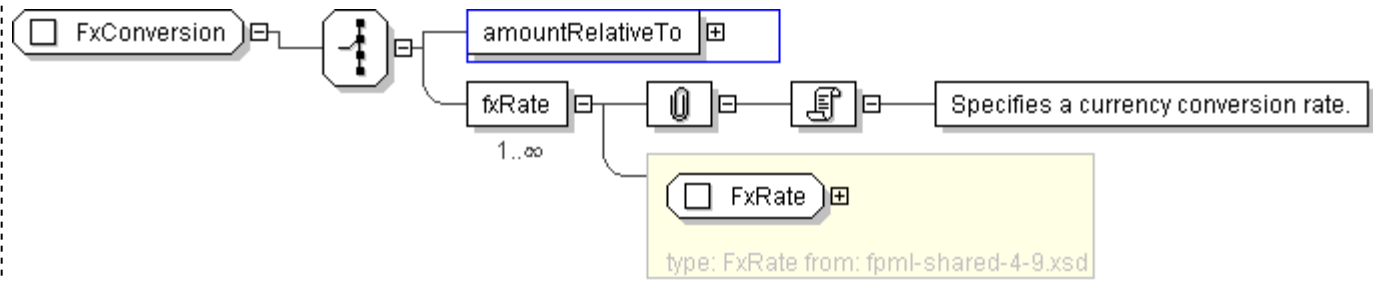 FxConversion
amountRelativeTo
fxRate
Specifies a currency conversion rate.
1..∞
FxRate
type: FxRate from: fpml-shared-4-9.xsd